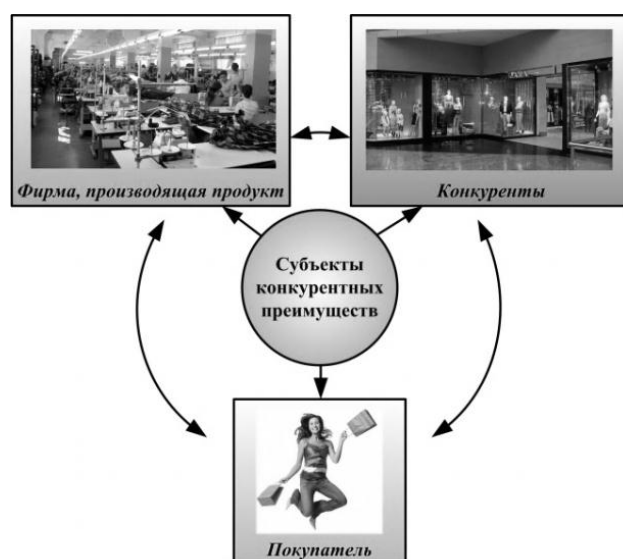 Фирма, производящая продукт
Конкуренты
Субъекты
конкурентных
преимуществ
Покупатель